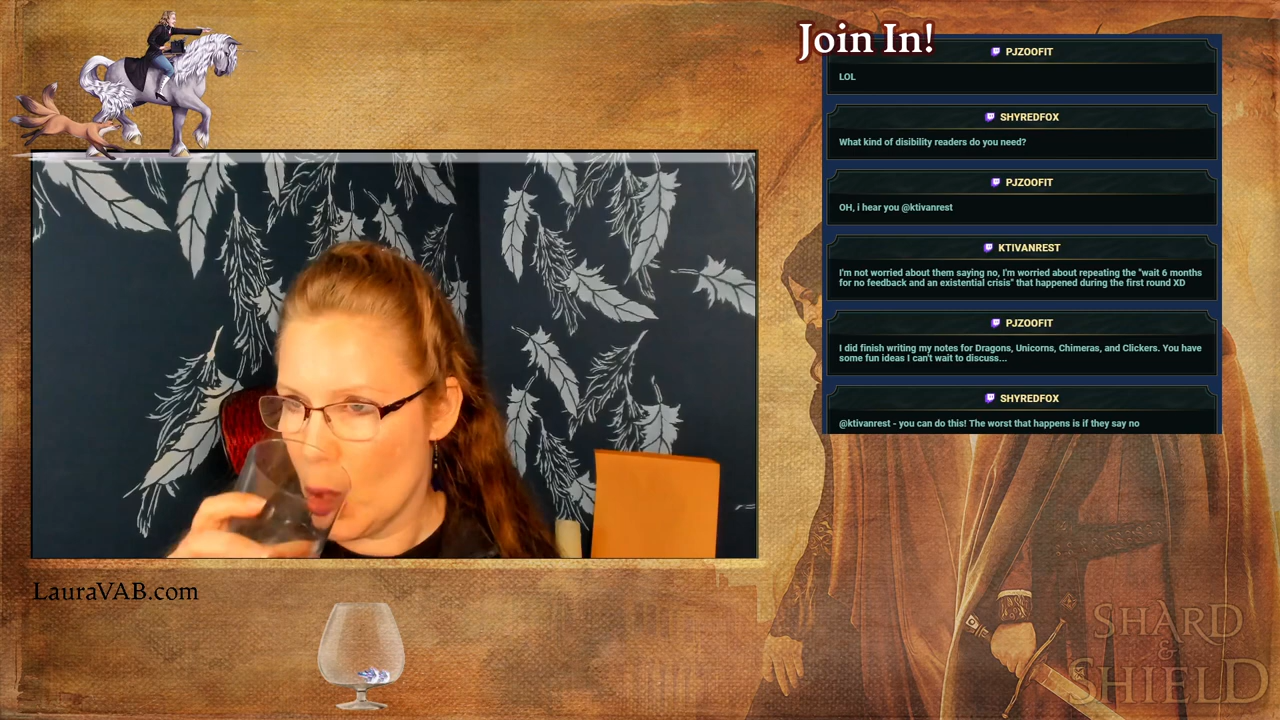 Join In!
PJZOOFIT
LOL
SHYREDFOX
What kind of disibility readers do you need?
PJZOOFIT
OH, i hear you @ktivanrest
KTIVANREST
I'm not worried about them saying no, I'm worried about repeating the "wait 6 months
for no feedback and an existential crisis" that happened during the first round XD
PJZOOFIT
I did finish writing my notes for Dragons, Unicorns, Chimeras, and Clickers. You have
some fun ideas I can't wait to discuss...
SHYREDFOX
@ktivanrest - you can do this! The worst that happens is if they say no
LauraVAB.com
SHARD
&
SHIELD